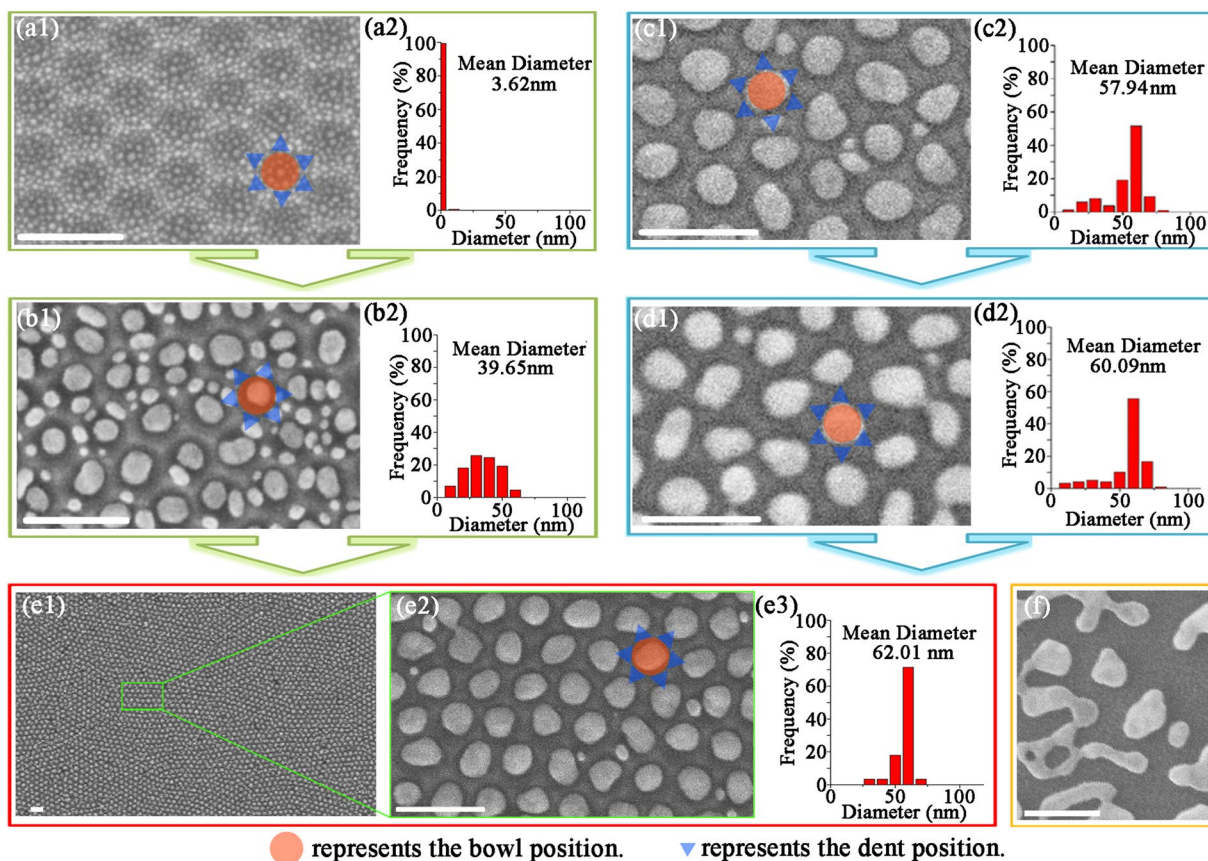 (a1)
(a2)
100
80
60
40
20
0
Frequency (%)
Mean Diameter
3.62nm
0 50 100
Diameter (nm)
(c1)
(c2)
100
80
60
40
20
0
Frequency (%)
Mean Diameter
57.94nm
0 50 100
Diameter (nm)
(b1)
(b2)
100
80
60
40
20
0
Frequency (%)
Mean Diameter
39.65nm
0 50 100
Diameter (nm)
(d1)
(d2)
100
80
60
40
20
0
Frequency (%)
Mean Diameter
60.09nm
0 50 100
Diameter (nm)
(e1)
(e2)
(e3)
100
80
60
40
20
0
Frequency (%)
Mean Diameter
62.01 nm
0 50 100
Diameter (nm)
(f)
represents the bowl position.
represents the dent position.